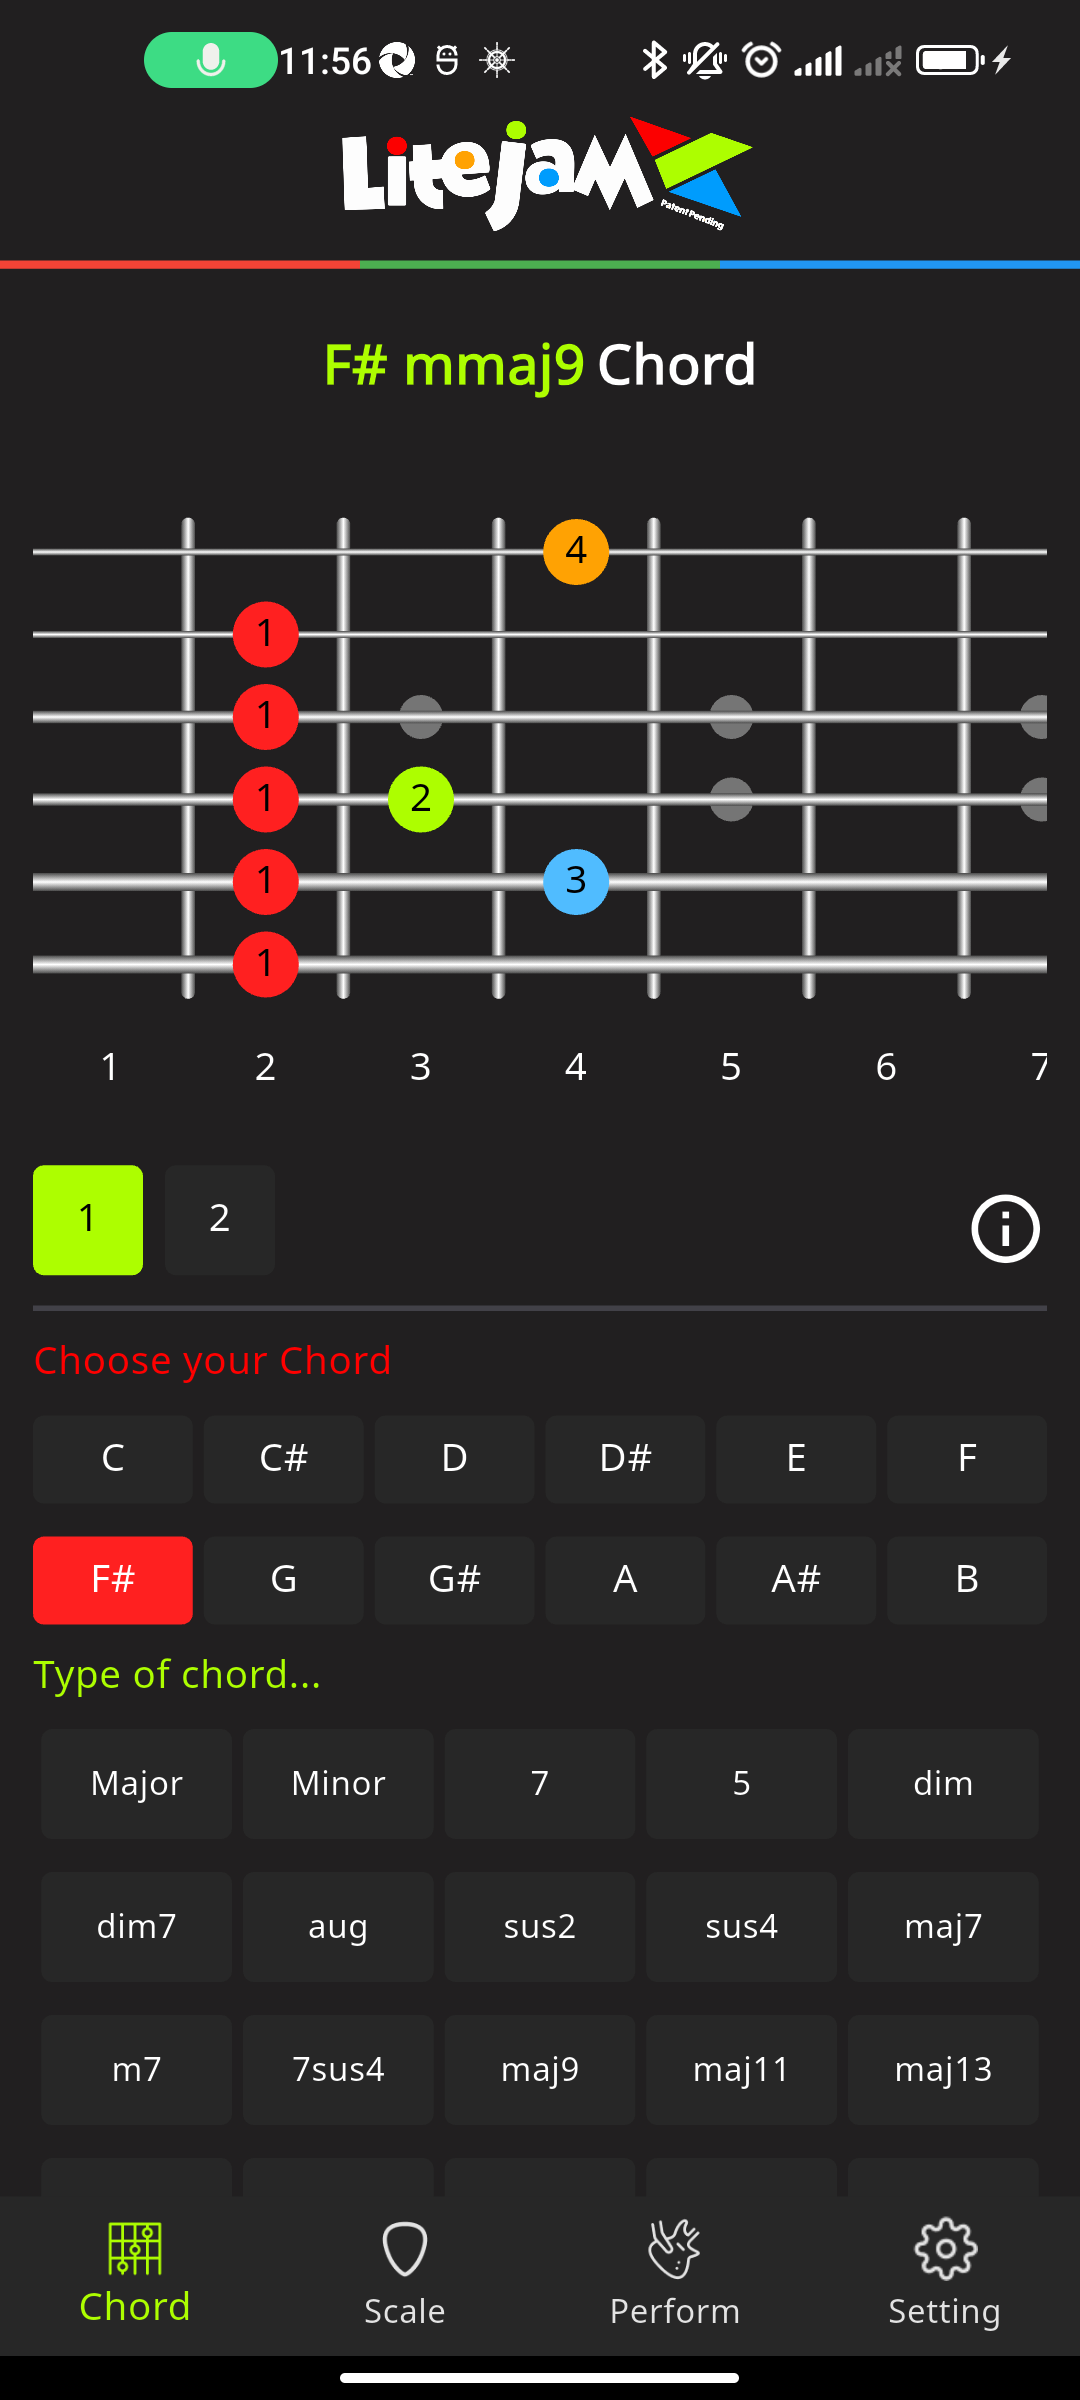 11:56
Litejam
Patent Pending
F# mmaj9 Chord
4
1
1
1 2
1 3
1
1 2 3 4 5 6 7
1 2
Choose your Chord
C C# D D# E F
F# G G# A A# B
Type of chord...
Major Minor 7 5 dim
dim7 aug sus2 sus4 maj7
m7 7sus4 maj9 maj11 maj13
Chord Scale Perform Setting